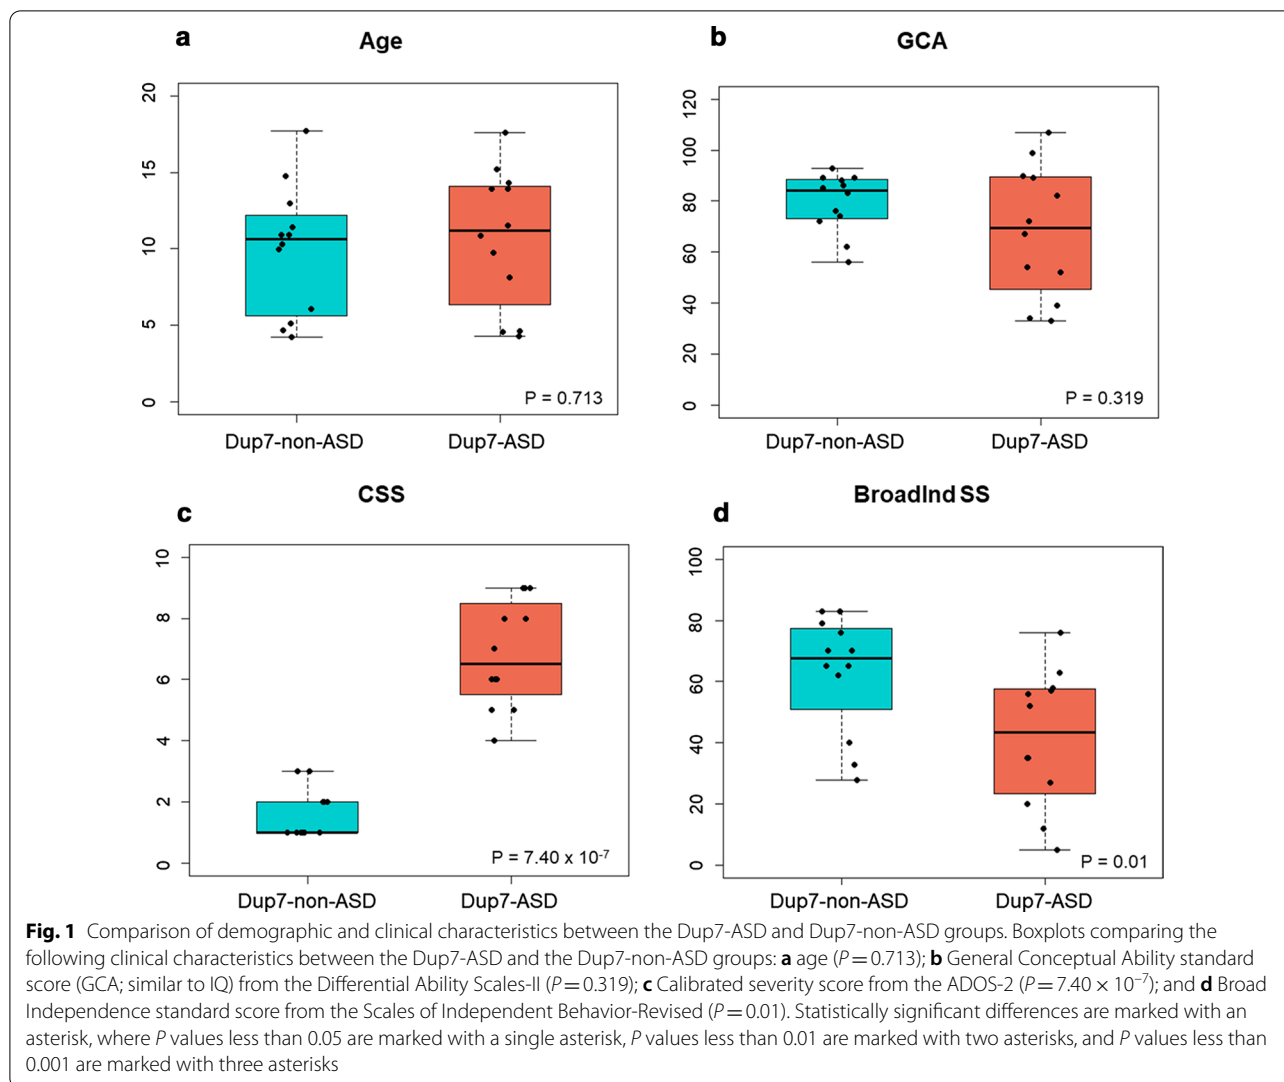 a
Age
20
15
10
5
0
P = 0.713
Dup7-non-ASD
Dup7-ASD
b
GCA
120
100
80
60
40
20
0
P = 0.319
Dup7-non-ASD
Dup7-ASD
c
CSS
10
8
6
4
2
0
P = 7.40 x 10⁻⁷
Dup7-non-ASD
Dup7-ASD
d
BroadInd SS
100
80
60
40
20
0
P = 0.01
Dup7-non-ASD
Dup7-ASD
Fig. 1 Comparison of demographic and clinical characteristics between the Dup7-ASD and Dup7-non-ASD groups. Boxplots comparing the
following clinical characteristics between the Dup7-ASD and the Dup7-non-ASD groups: a age (P = 0.713); b General Conceptual Ability standard
score (GCA; similar to IQ) from the Differential Ability Scales-II (P = 0.319); c Calibrated severity score from the ADOS-2 (P = 7.40 × 10⁻⁷); and d Broad
Independence standard score from the Scales of Independent Behavior-Revised (P = 0.01). Statistically significant differences are marked with an
asterisk, where P values less than 0.05 are marked with a single asterisk, P values less than 0.01 are marked with two asterisks, and P values less than
0.001 are marked with three asterisks